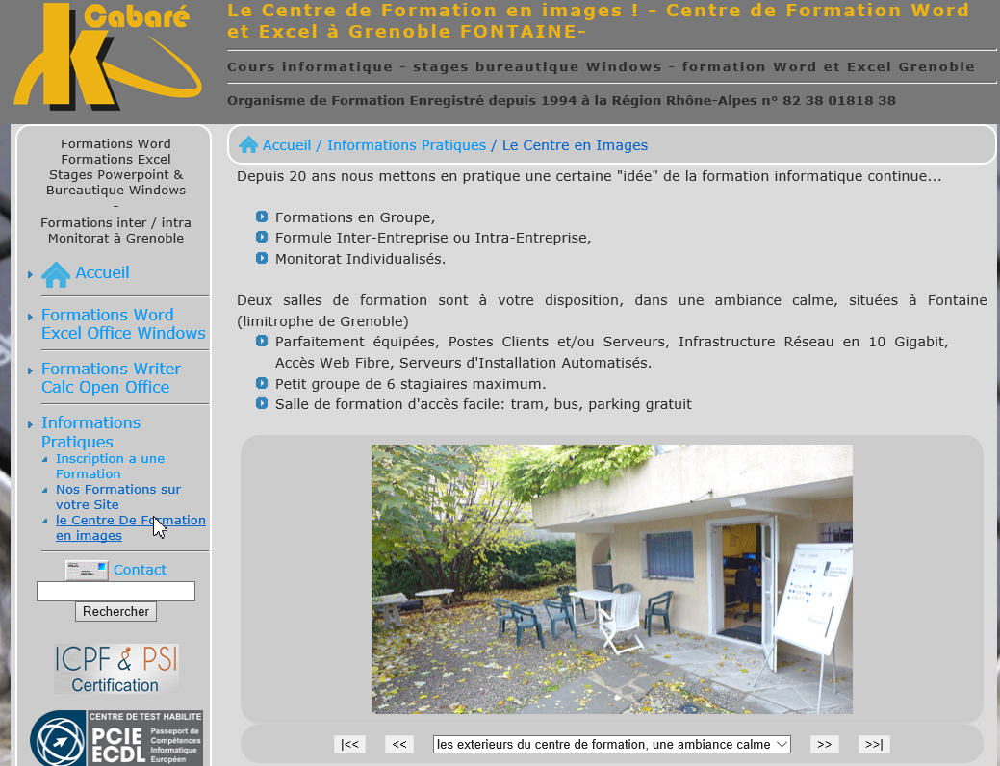 Cabaré
Le Centre de Formation en images ! - Centre de Formation Word
et Excel à Grenoble FONTAINE-
Cours informatique - stages bureautique Windows - formation Word et Excel Grenoble
Organisme de Formation Enregistré depuis 1994 à la Région Rhône-Alpes n° 82 38 01818 38
Formations Word
Formations Excel
Stages Powerpoint &
Bureautique Windows
-
Formations inter / intra
Monitorat à Grenoble
Accueil
Formations Word
Excel Office Windows
Formations Writer
Calc Open Office
Informations
Pratiques
Inscription a une
Formation
Nos Formations sur
votre Site
le Centre De Formation
en images
Contact
Rechercher
ICPF & PSI
Certification
CENTRE DE TEST HABILITE
PCIE
ECDL
Passeport de
Compétences
Informatique
Européen
Accueil / Informations Pratiques / Le Centre en Images
Depuis 20 ans nous mettons en pratique une certaine "idée" de la formation informatique continue...
Formations en Groupe,
Formule Inter-Entreprise ou Intra-Entreprise,
Monitorat Individualisés.
Deux salles de formation sont à votre disposition, dans une ambiance calme, situées à Fontaine
(limitrophe de Grenoble)
Parfaitement équipées, Postes Clients et/ou Serveurs, Infrastructure Réseau en 10 Gigabit,
Accès Web Fibre, Serveurs d'Installation Automatisés.
Petit groupe de 6 stagiaires maximum.
Salle de formation d'accès facile: tram, bus, parking gratuit
|<< << les exterieurs du centre de formation, une ambiance calme >> >>|